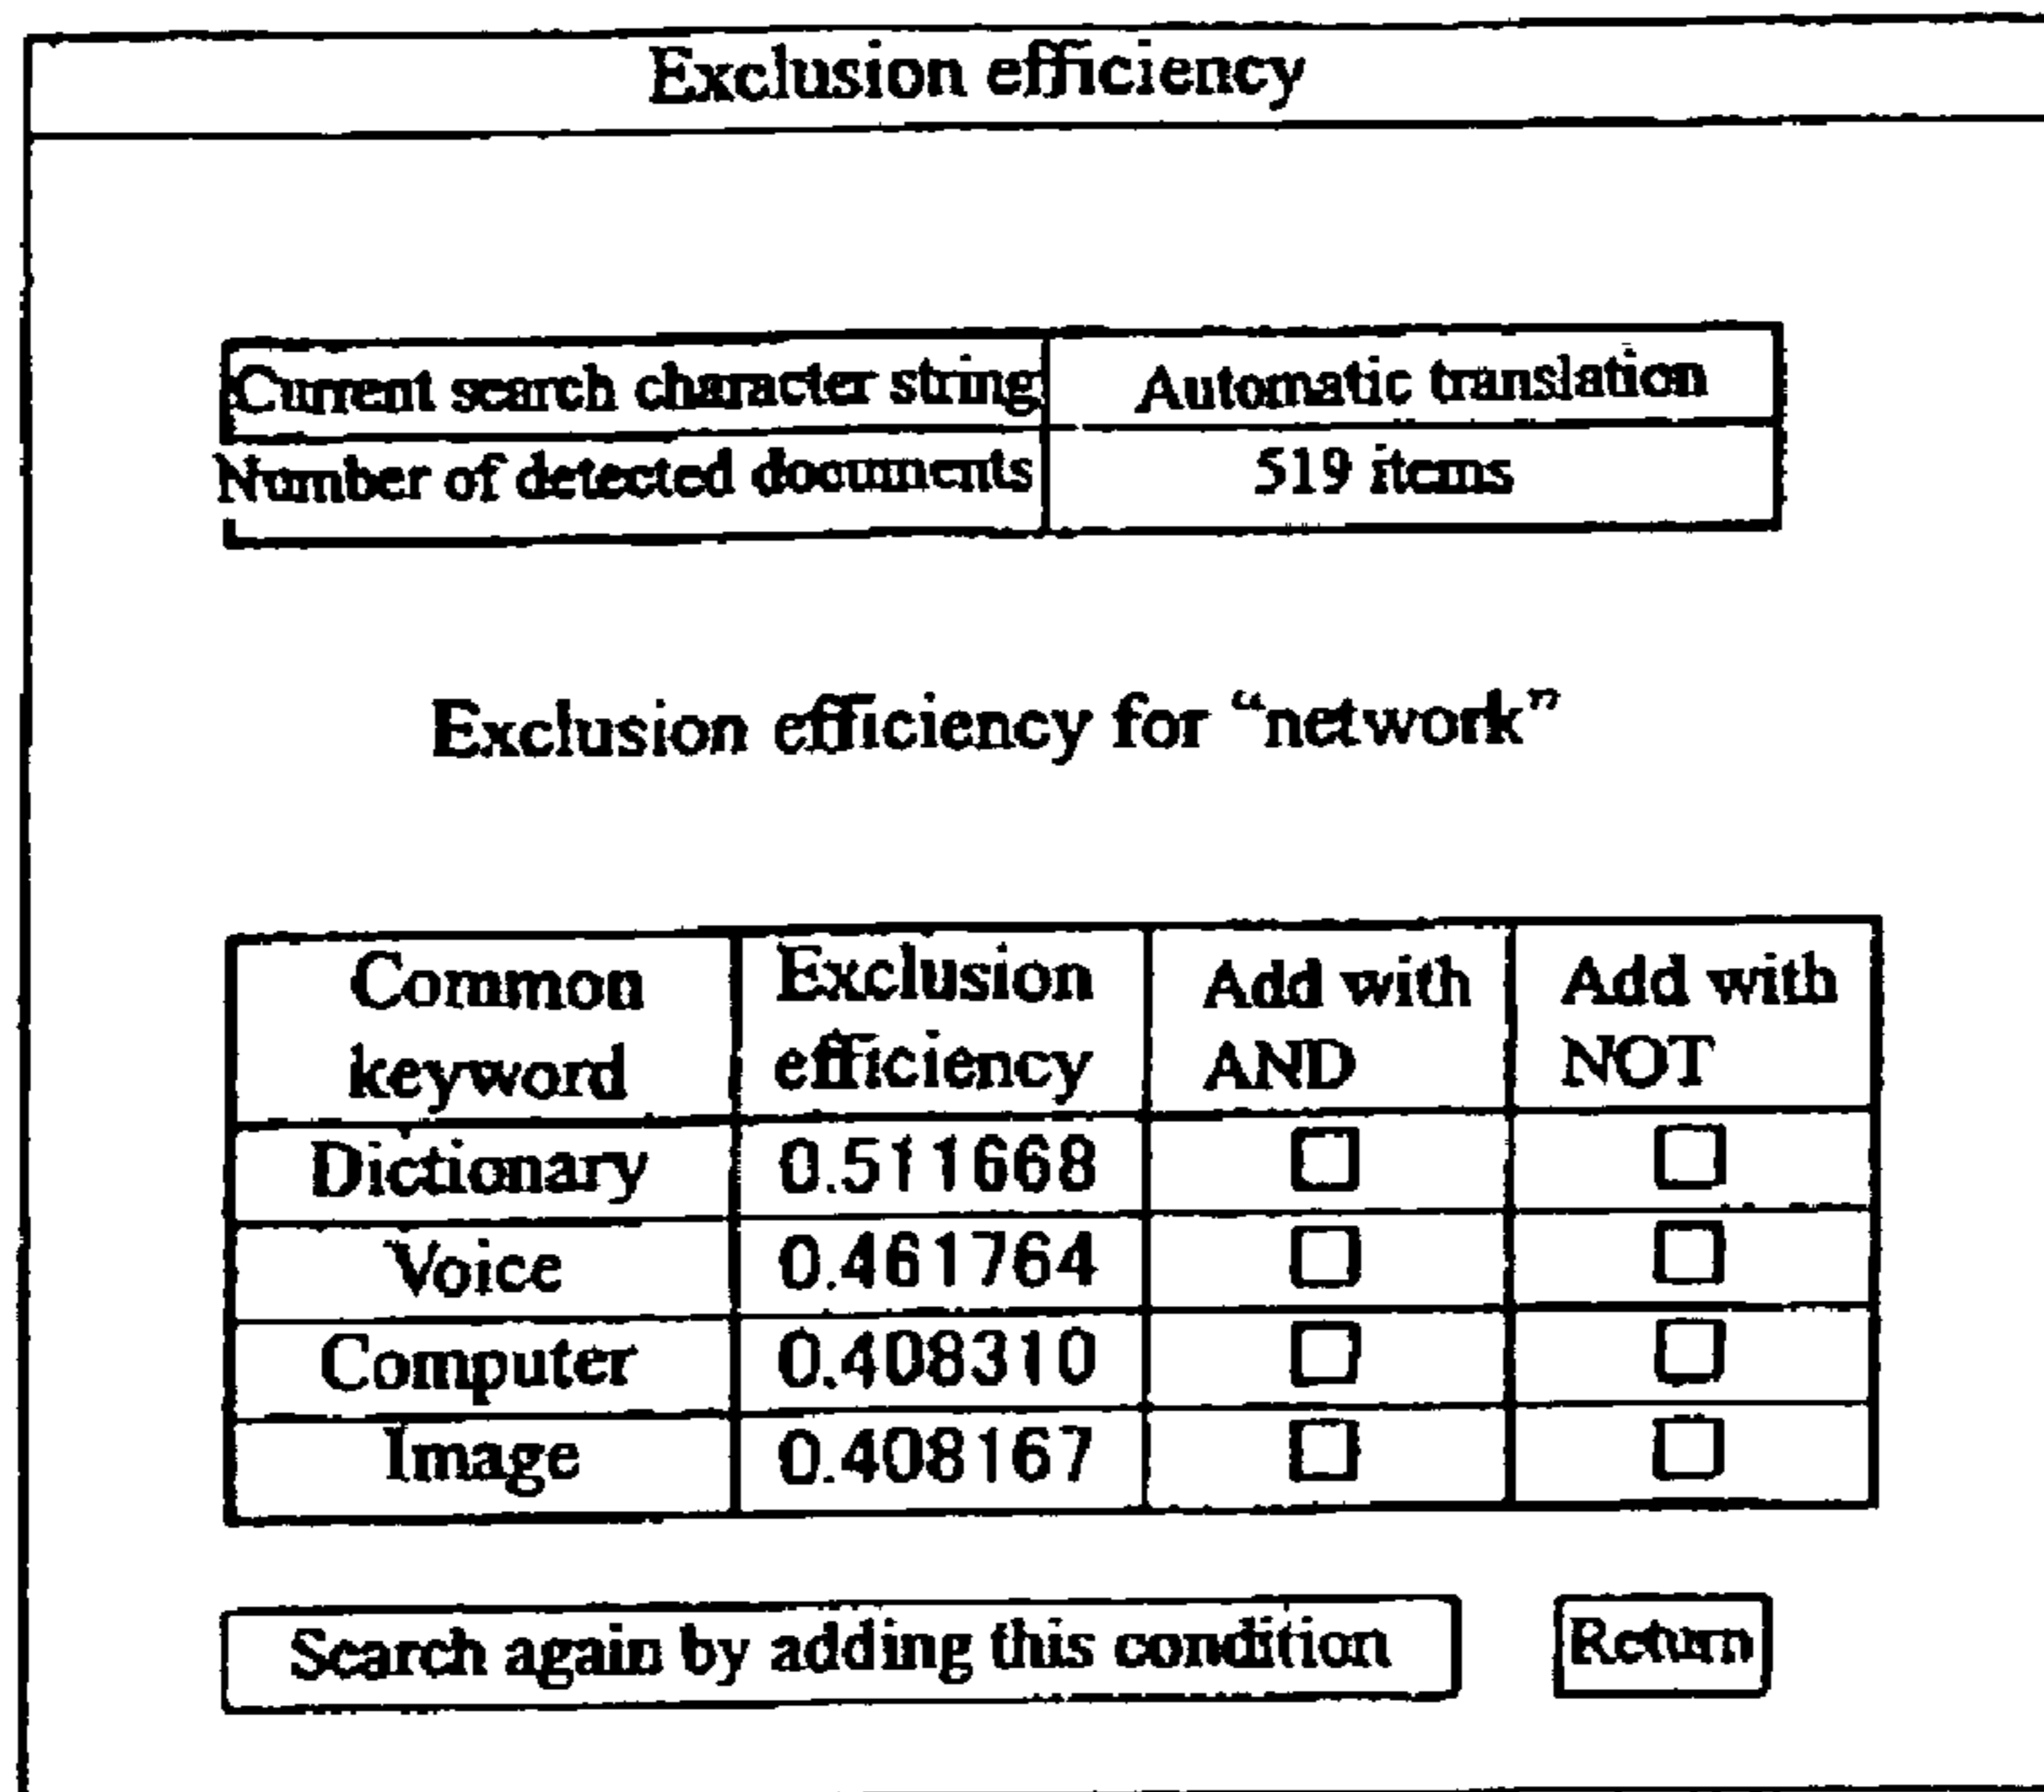 Exclusion efficiency
Current search character string Automatic translation
Number of detected documents 519 items
Exclusion efficiency for “network”
Common keyword Exclusion efficiency Add with AND Add with NOT
Dictionary 0.511668
Voice 0.461764
Computer 0.408310
Image 0.408167
Search again by adding this condition Return